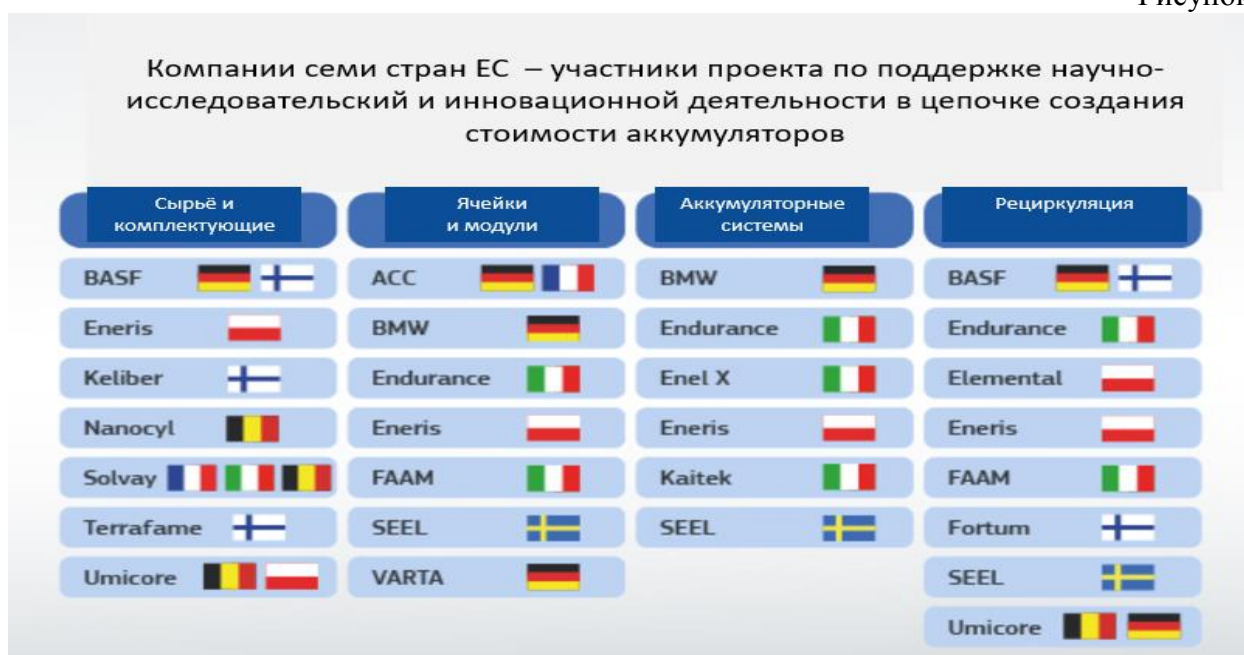 Рисунок
Компании семи стран ЕС – участники проекта по поддержке научно-
исследовательский и инновационной деятельности в цепочке создания
стоимости аккумуляторов
Сырьё и
комплектующие
BASF
Eneris
Keliber
Nanocyl
Solvay
Terrafame
Umicore
Ячейки
и модули
ACC
BMW
Endurance
Eneris
FAAM
SEEL
VARTA
Аккумуляторные
системы
BMW
Endurance
Enel X
Eneris
Kaitek
SEEL
Рециркуляция
BASF
Endurance
Elemental
Eneris
FAAM
Fortum
SEEL
Umicore